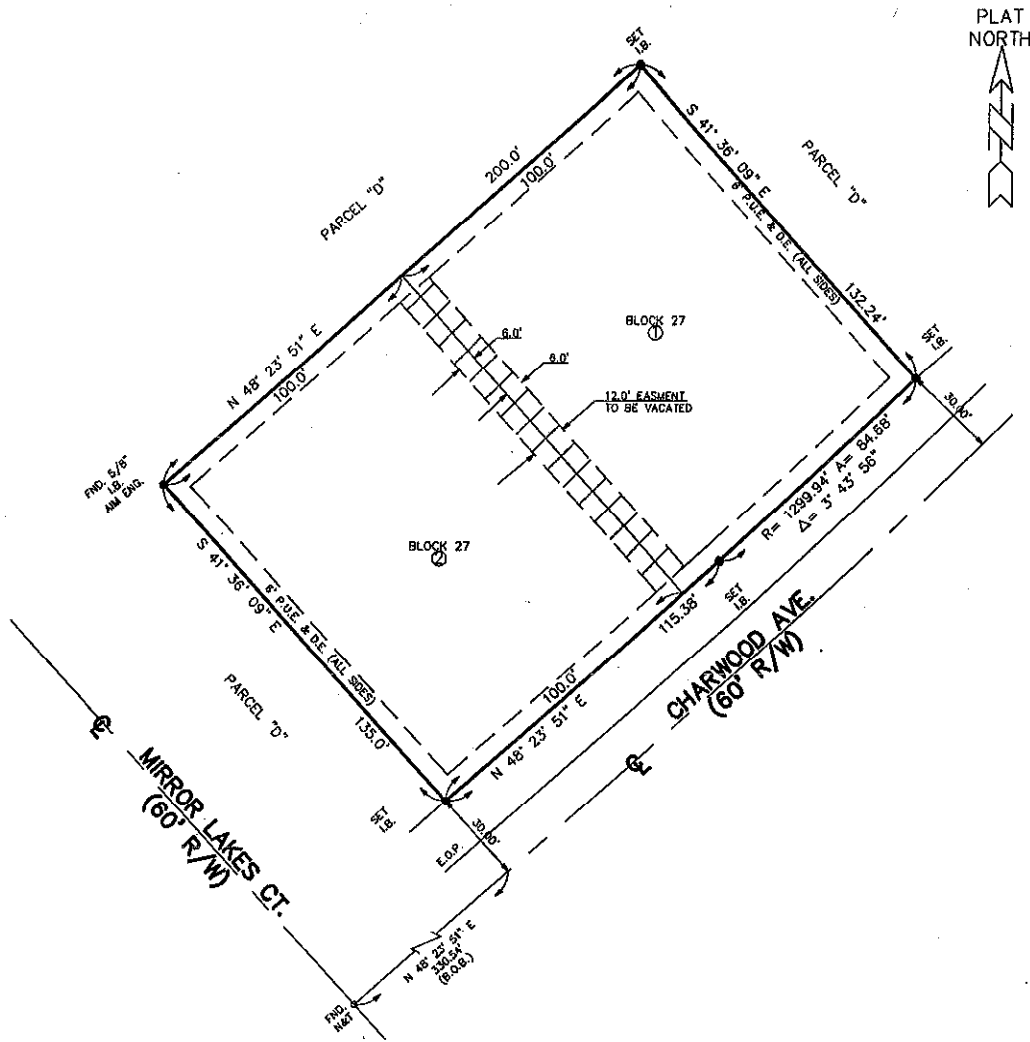 PLAT
NORTH
N
SET
I.B.
200.0'
100.0'
PARCEL "D"
S 41° 36' 09" E
6' P.U.E. & D.E. (ALL SIDES)
132.24'
PARCEL "D"
N 48° 23' 51" E
100.0'
BLOCK 27
1
6.0'
6.0'
12.0' EASMENT
TO BE VACATED
SET
I.B.
30.00'
FND. 5/8"
I.B.
AIM ENG.
BLOCK 27
2
R= 1299.94' A= 84.68'
Δ= 3° 43' 56"
SET
I.B.
115.38'
S 41° 36' 09" E
6' P.U.E. & D.E. (ALL SIDES)
135.0'
PARCEL "D"
100.0'
N 48° 23' 51" E
CHARWOOD AVE.
(60' R/W)
CL
CL
MIRROR LAKES CT.
(60' R/W)
SET
I.B.
30.00'
E.O.P.
N 48° 23' 51" E
330.54'
(B.O.B.)
FND.
N&T